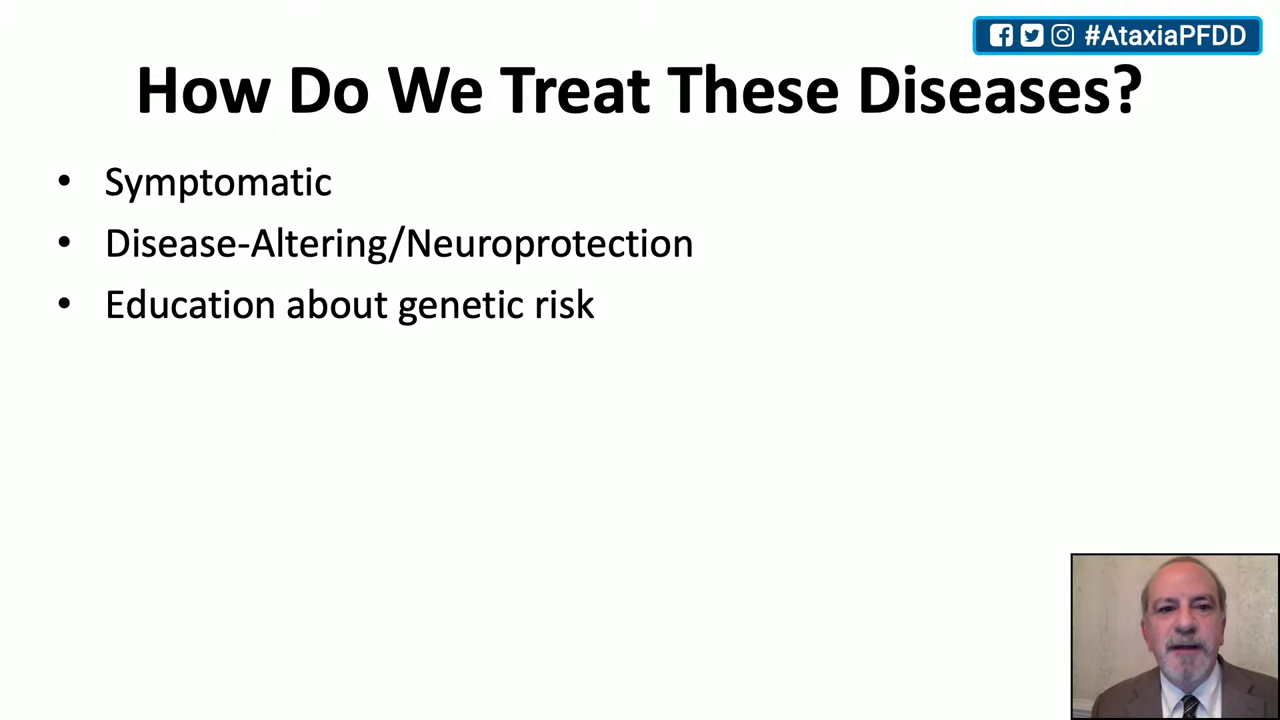 #AtaxiaPFDD
How Do We Treat These Diseases?
• Symptomatic
• Disease-Altering/Neuroprotection
• Education about genetic risk